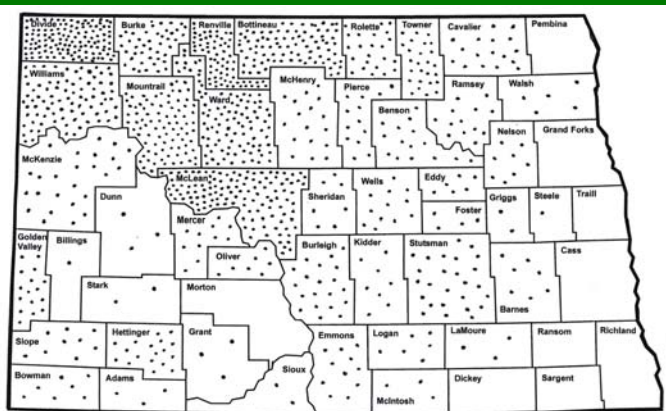 Divide
Burke
Renville
Bottineau
Rolette
Towner
Cavalier
Pembina
Williams
Mountrail
Ward
McHenry
Pierce
Benson
Ramsey
Walsh
McKenzie
McLean
Nelson
Grand Forks
Dunn
Mercer
Sheridan
Wells
Eddy
Foster
Griggs
Steele
Traill
Golden
Valley
Billings
Oliver
Burleigh
Kidder
Stutsman
Barnes
Cass
Stark
Morton
Slope
Hettinger
Grant
Emmons
Logan
LaMoure
Ransom
Richland
Bowman
Adams
Sioux
McIntosh
Dickey
Sargent